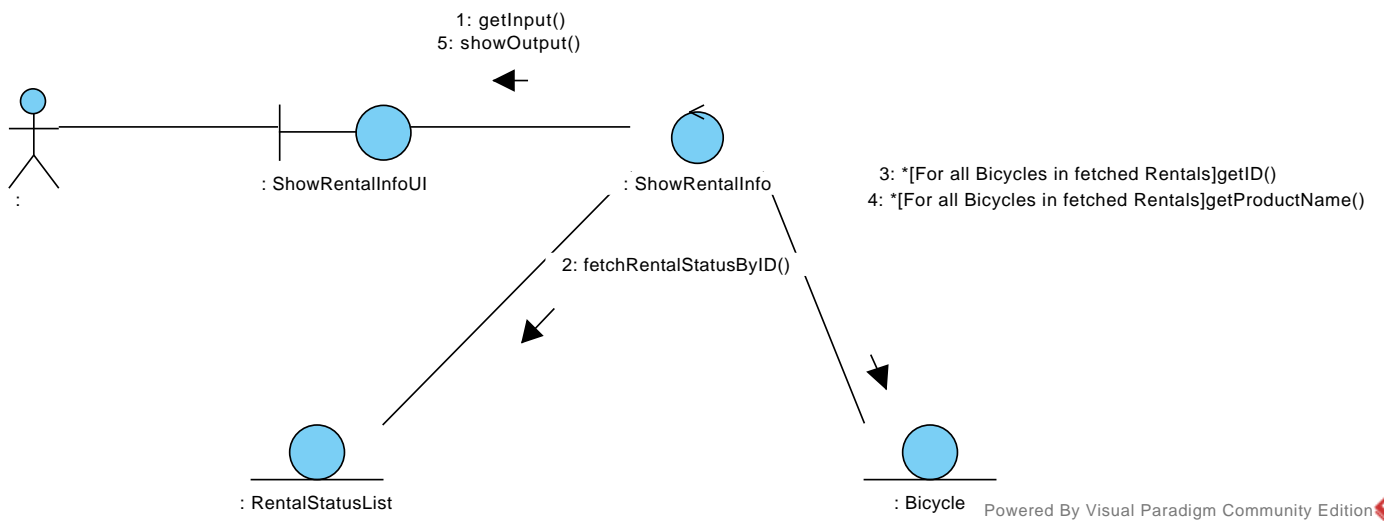 1: getInput()
5: showOutput()
: ShowRentalInfoUI
: ShowRentalInfo
3: *[For all Bicycles in fetched Rentals]getID()
4: *[For all Bicycles in fetched Rentals]getProductName()
:
2: fetchRentalStatusByID()
: RentalStatusList
: Bicycle
Powered By Visual Paradigm Community Edition